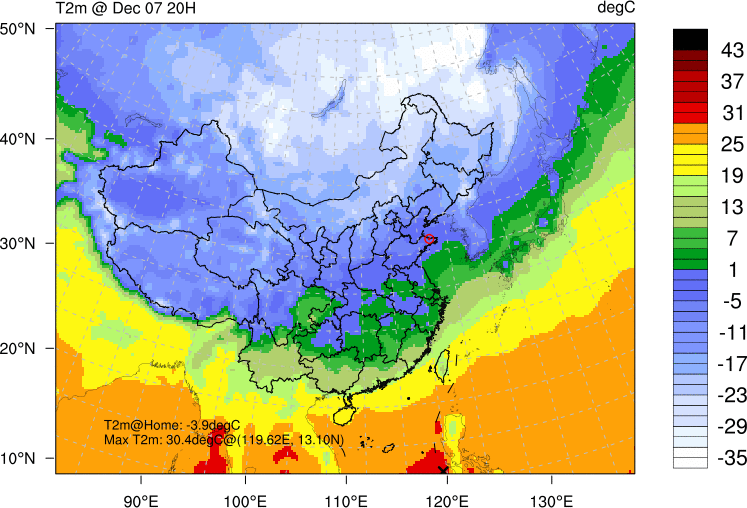 T2m @ Dec 07 20H
degC
50°N
40°N
30°N
20°N
10°N
T2m@Home: -3.9degC
Max T2m: 30.4degC@(119.62E, 13.10N)
90°E
100°E
110°E
120°E
130°E
43
37
31
25
19
13
7
1
-5
-11
-17
-23
-29
-35